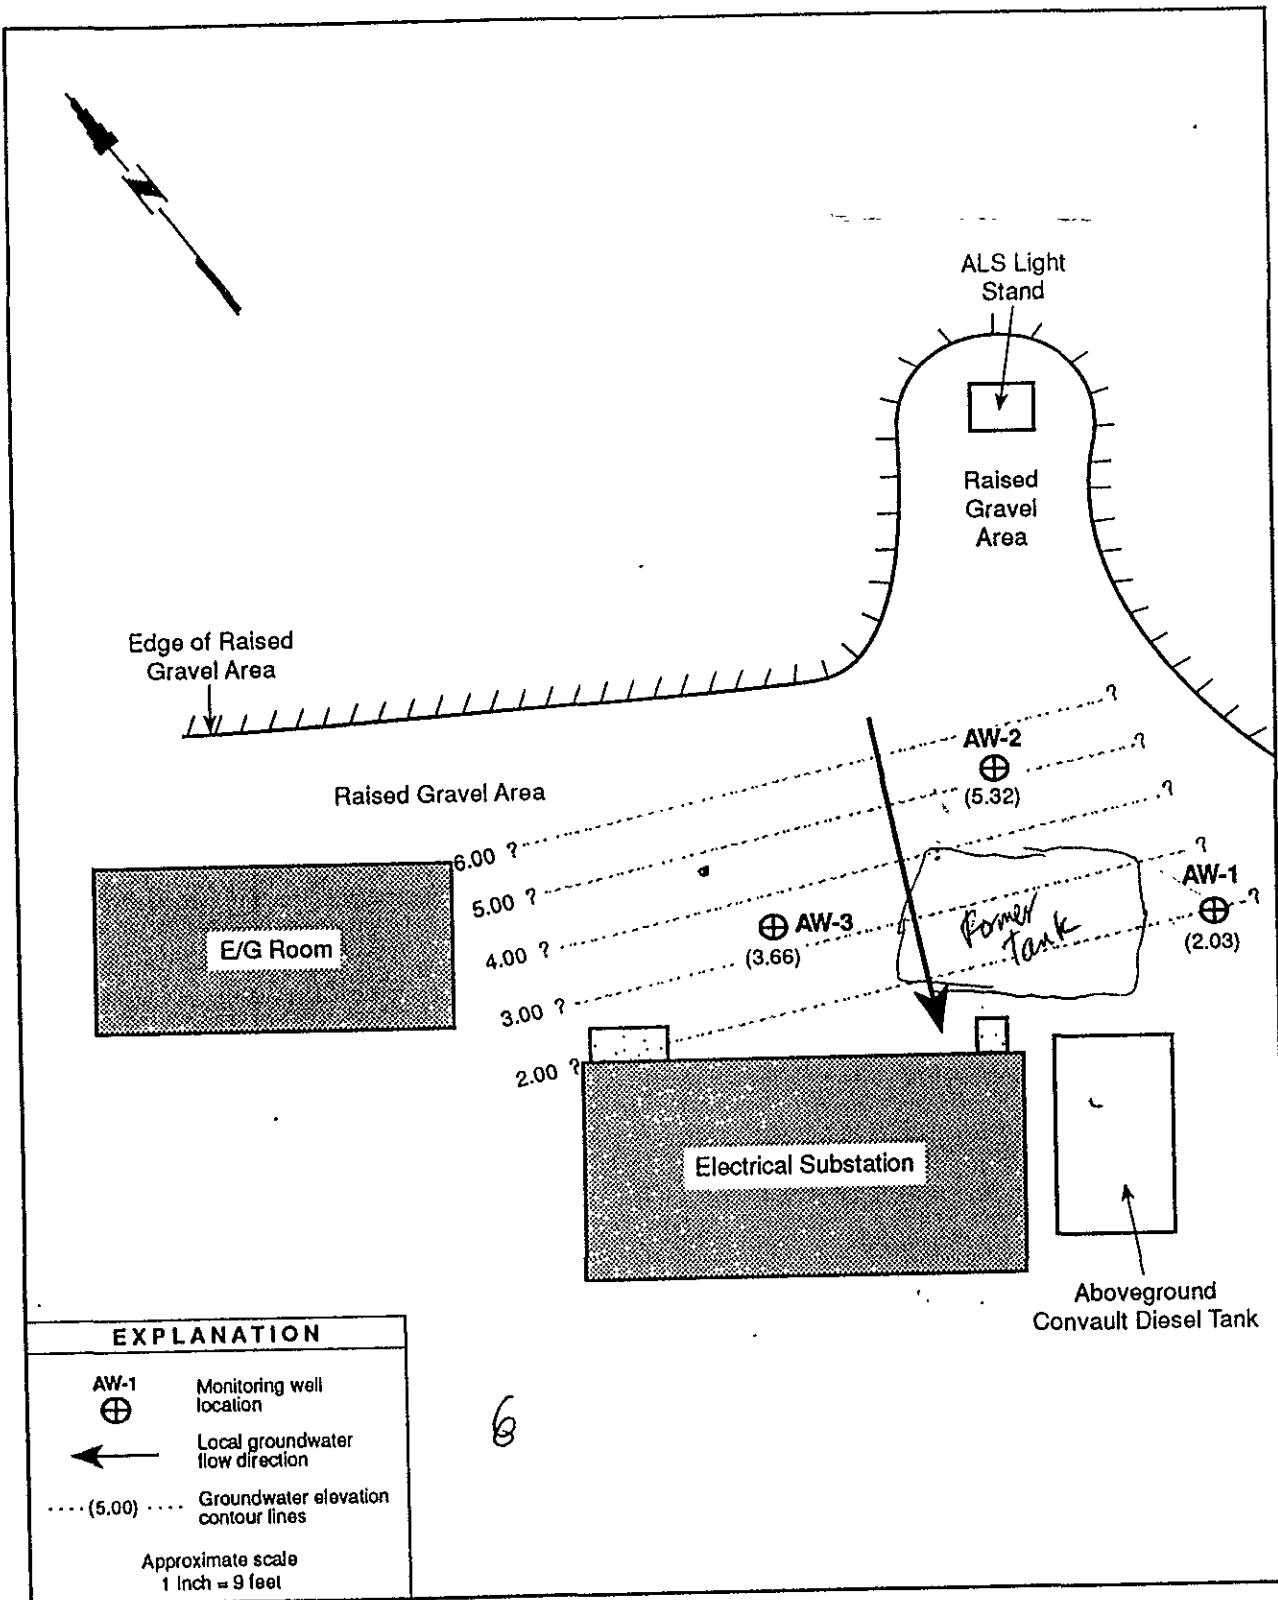 N
ALS Light
Stand
Raised
Gravel
Area
Edge of Raised
Gravel Area
Raised Gravel Area
AW-2
(5.32)
6.00 ?
?
5.00 ?
?
4.00 ?
?
3.00 ?
?
2.00 ?
?
AW-1
(2.03)
AW-3
(3.66)
Former
Tank
E/G Room
Electrical Substation
Aboveground
Convault Diesel Tank
EXPLANATION
AW-1
Monitoring well
location
Local groundwater
flow direction
(5.00)
Groundwater elevation
contour lines
Approximate scale
1 Inch = 9 feet
6